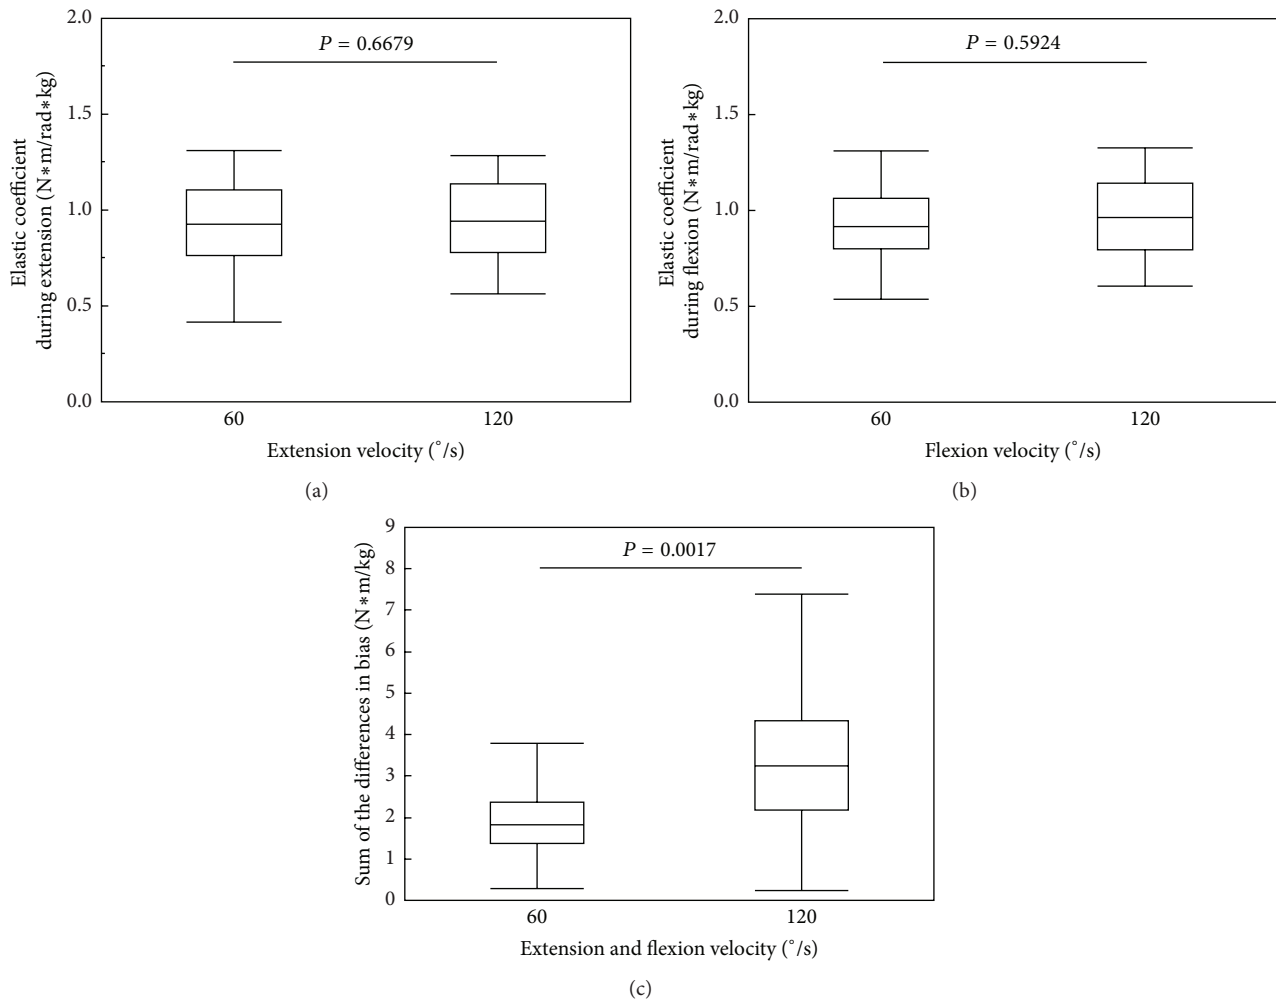 2.0
1.5
1.0
0.5
0.0
Elastic coefficient
during extension (N∗m/rad∗kg)
P = 0.6679
60
120
Extension velocity (°/s)
(a)
2.0
1.5
1.0
0.5
0.0
Elastic coefficient
during flexion (N∗m/rad∗kg)
P = 0.5924
60
120
Flexion velocity (°/s)
(b)
9
8
7
6
5
4
3
2
1
0
Sum of the differences in bias (N∗m/kg)
P = 0.0017
60
120
Extension and flexion velocity (°/s)
(c)